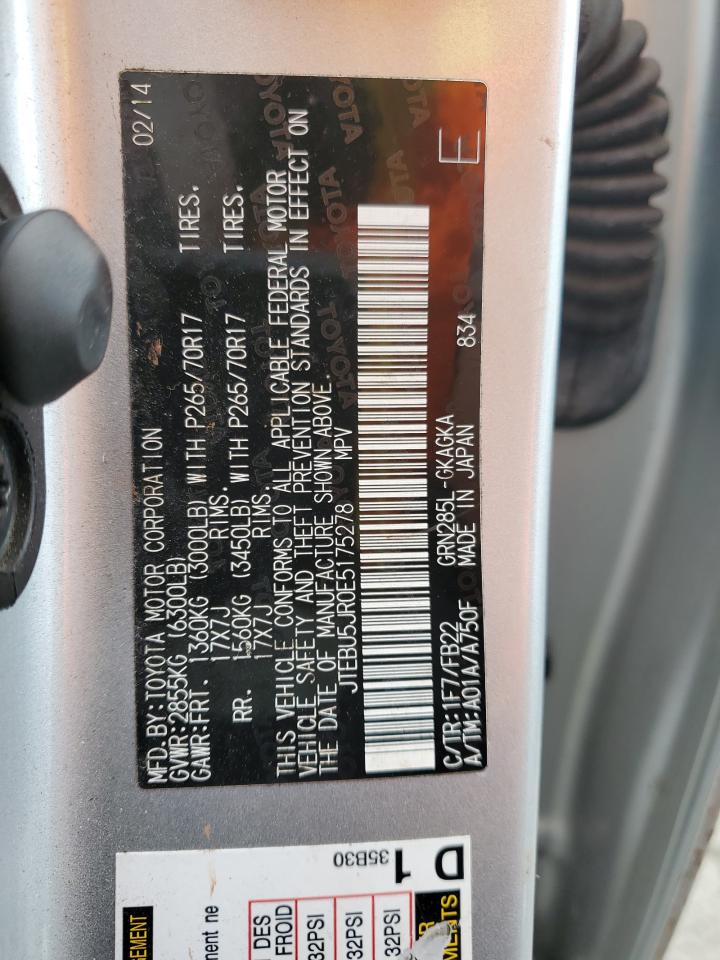 MFD. BY: TOYOTA MOTOR CORPORATION 02/14
GVWR: 2855KG (6300LB)
GAWR: FRT. 1360KG (3000LB) WITH P265/70R17 TIRES.
17X7J RIMS.
RR. 1560KG (3450LB) WITH P265/70R17 TIRES.
17X7J RIMS.
THIS VEHICLE CONFORMS TO ALL APPLICABLE FEDERAL MOTOR
VEHICLE SAFETY AND THEFT PREVENTION STANDARDS IN EFFECT ON
THE DATE OF MANUFACTURE SHOWN ABOVE.
JTEBU5JR0E5175278 MPV
C/TR: 1F7/FB22 GRN285L-GKAGKA 834 E
A/TM: A01A/A750F MADE IN JAPAN
D 1
35B30
DES
FROID
32PSI
32PSI
32PSI